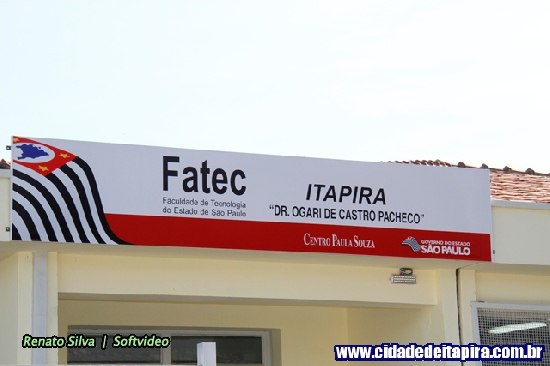 Fatec
Faculdade de Tecnologia
do Estado de São Paulo
ITAPIRA
"DR. OGARI DE CASTRO PACHECO"
CENTRO PAULA SOUZA
GOVERNO DO ESTADO
SÃO PAULO
Renato Silva | Softvideo
www.cidadedeitapira.com.br